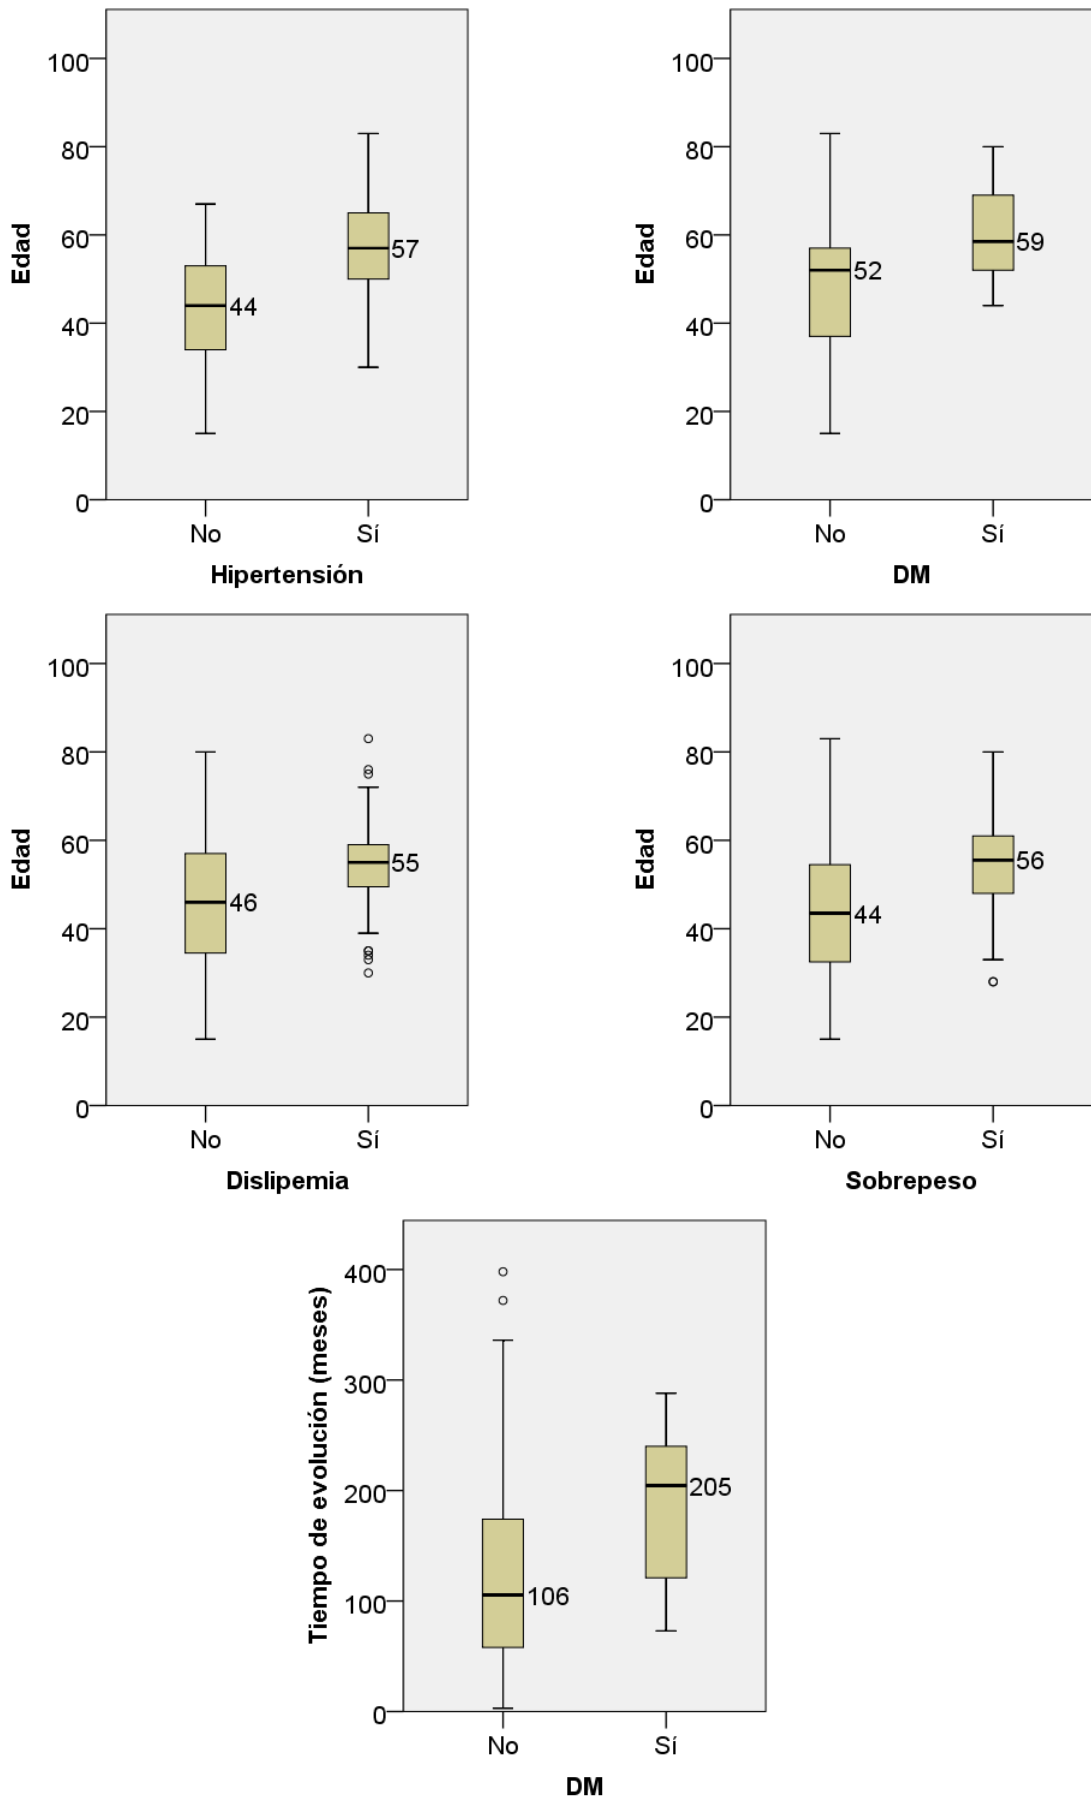 100
80
60
40
20
0
Edad
44
57
No Sí
Hipertensión
100
80
60
40
20
0
Edad
52
59
No Sí
DM
100
80
60
40
20
0
Edad
46
55
No Sí
Dislipemia
100
80
60
40
20
0
Edad
44
56
No Sí
Sobrepeso
400
300
200
100
0
Tiempo de evolución (meses)
106
205
No Sí
DM